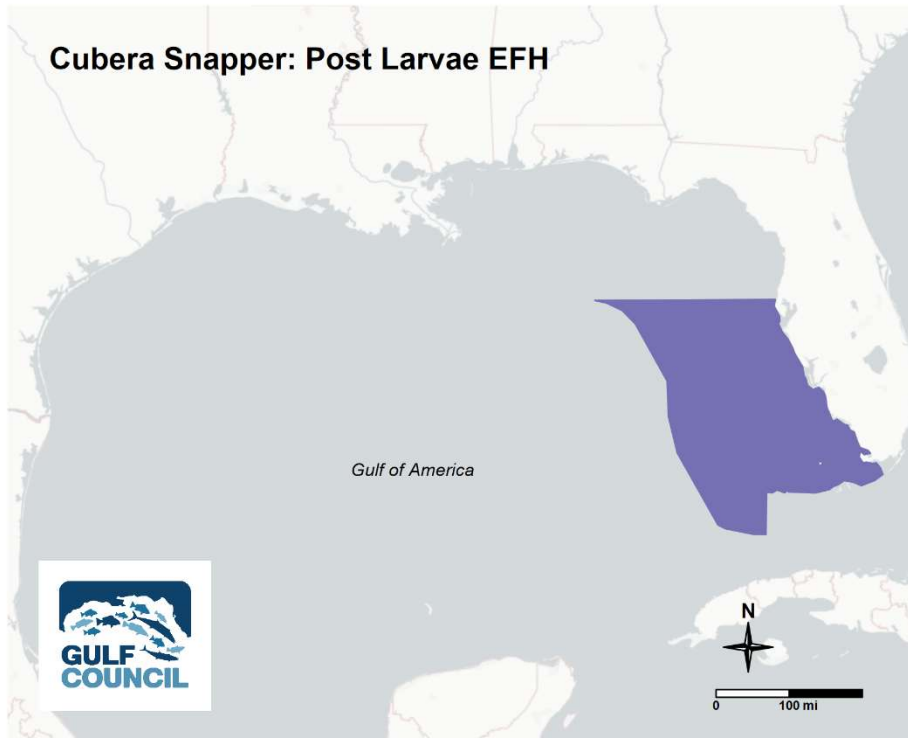 Cubera Snapper: Post Larvae EFH
Gulf of America
GULF
COUNCIL
N
0 100 mi